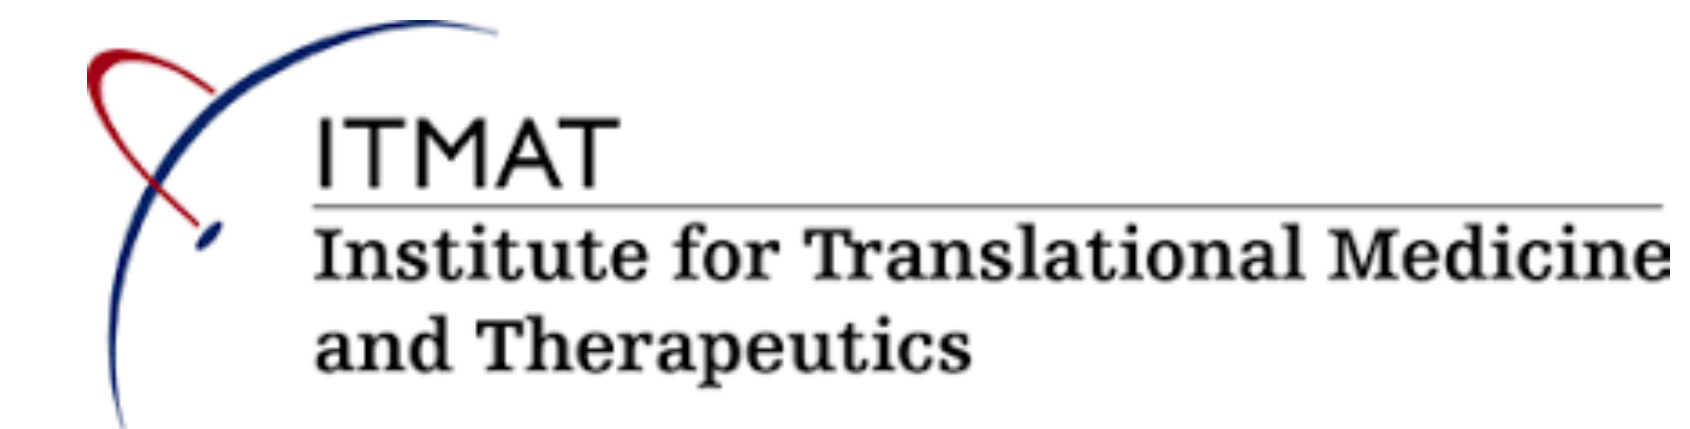 ITMAT
Institute for Translational Medicine
and Therapeutics